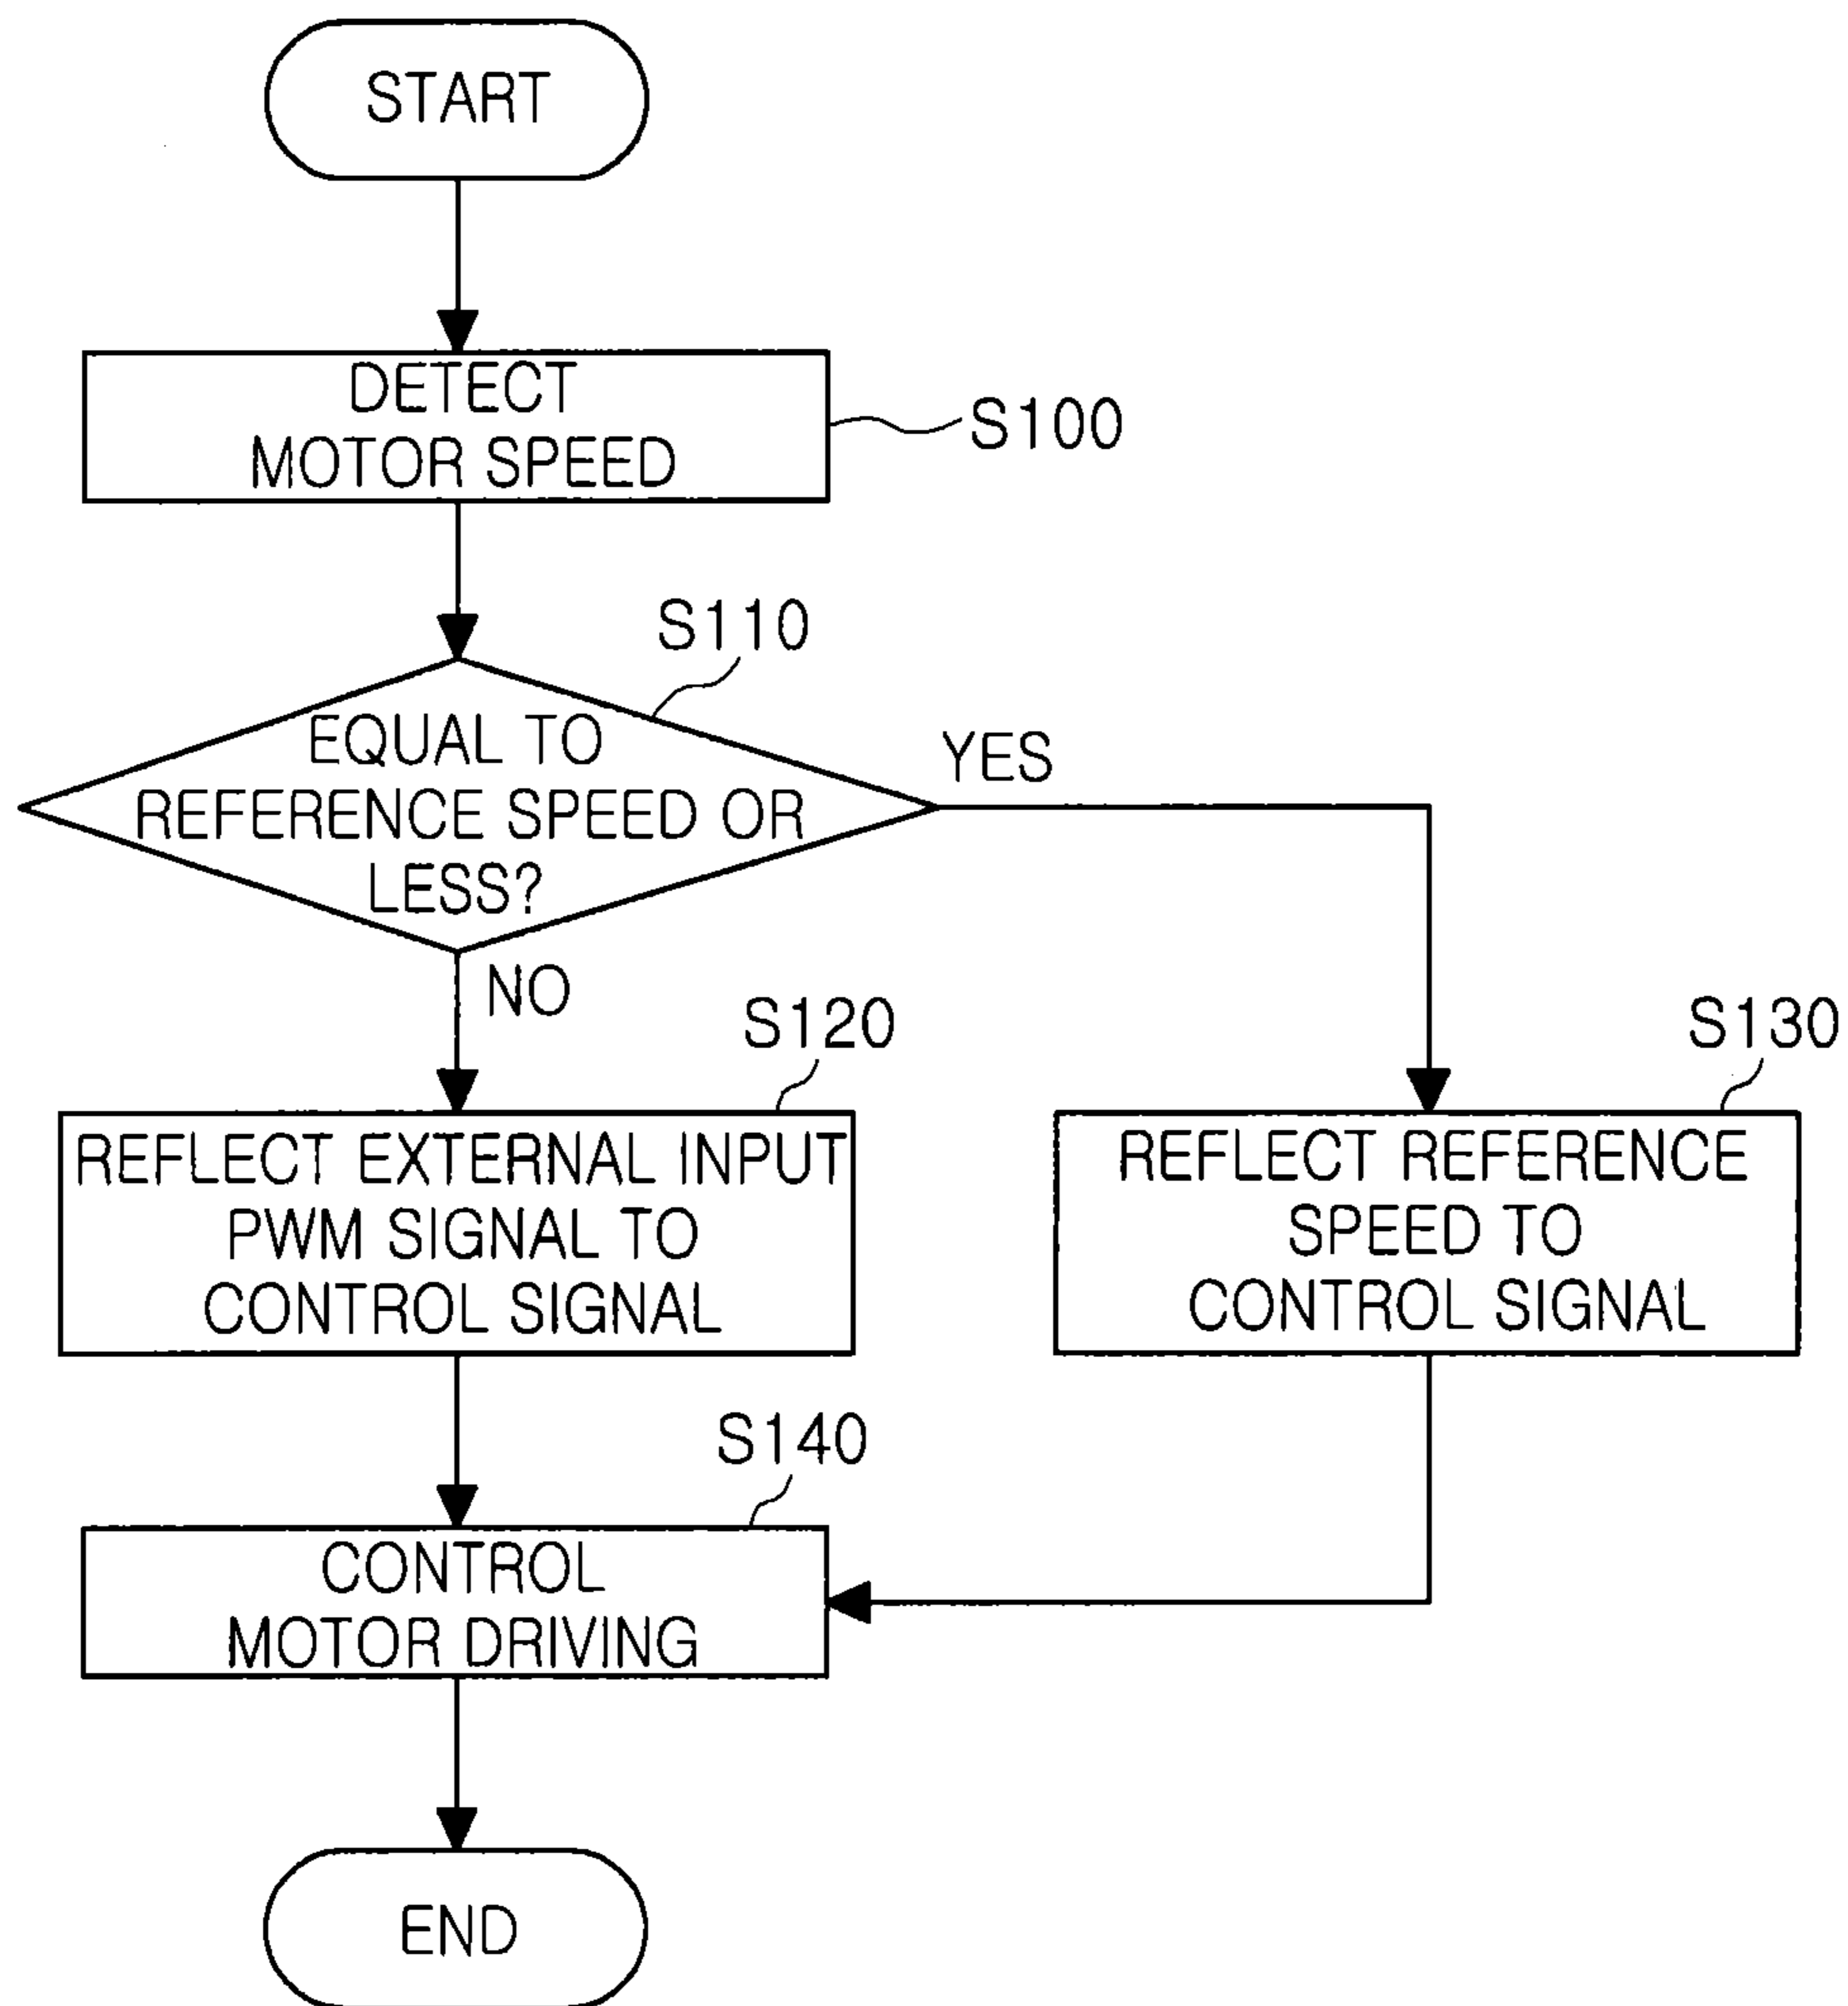 START
DETECT
MOTOR SPEED
S100
S110
EQUAL TO
REFERENCE SPEED OR
LESS?
YES
NO
S120
REFLECT EXTERNAL INPUT
PWM SIGNAL TO
CONTROL SIGNAL
S130
REFLECT REFERENCE
SPEED TO
CONTROL SIGNAL
S140
CONTROL
MOTOR DRIVING
END